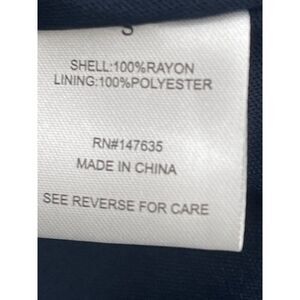 SHELL:100%RAYON
LINING:100%POLYESTER
RN#147635
MADE IN CHINA
SEE REVERSE FOR CARE